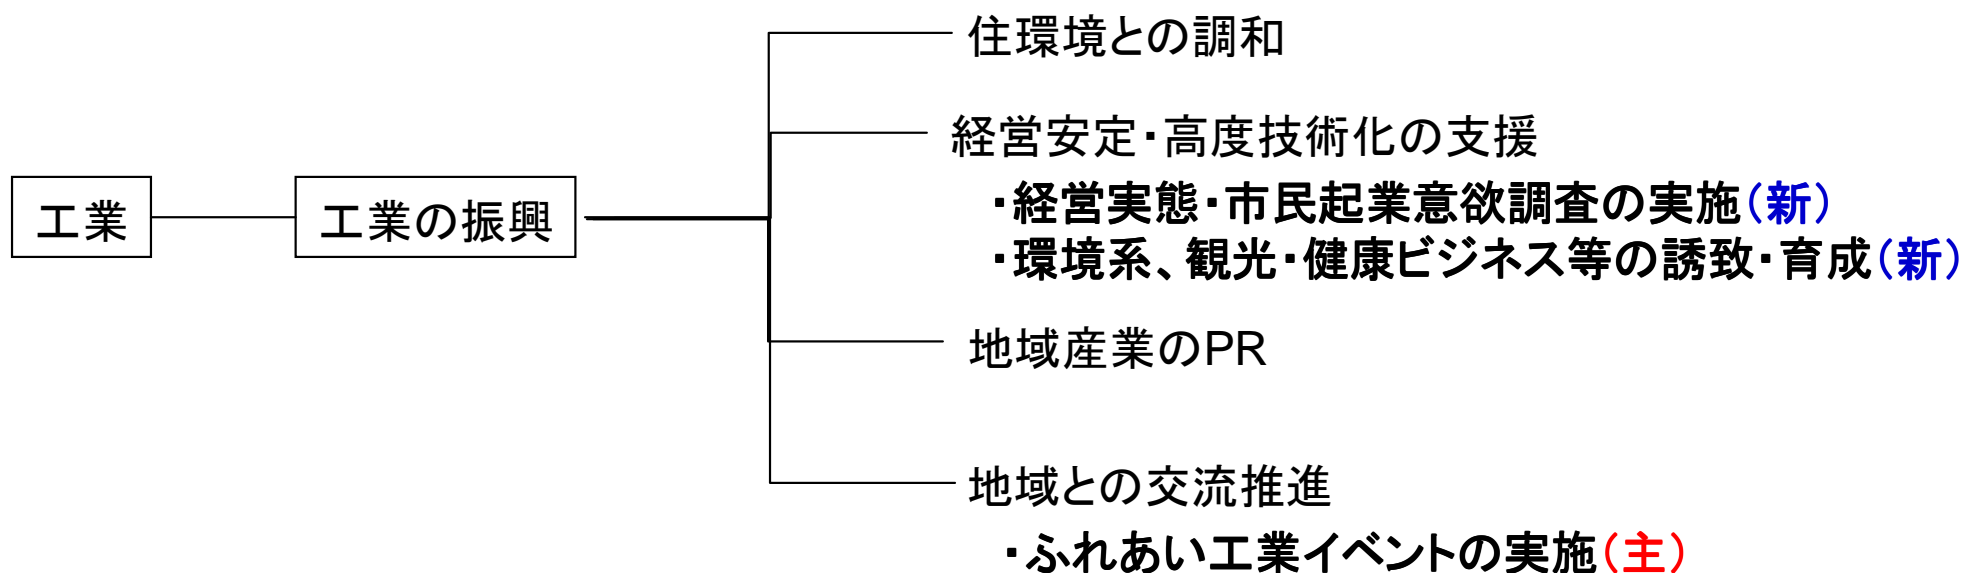 工業
工業の振興
住環境との調和
経営安定・高度技術化の支援
・経営実態・市民起業意欲調査の実施(新)
・環境系、観光・健康ビジネス等の誘致・育成(新)
地域産業のPR
地域との交流推進
・ふれあい工業イベントの実施(主)